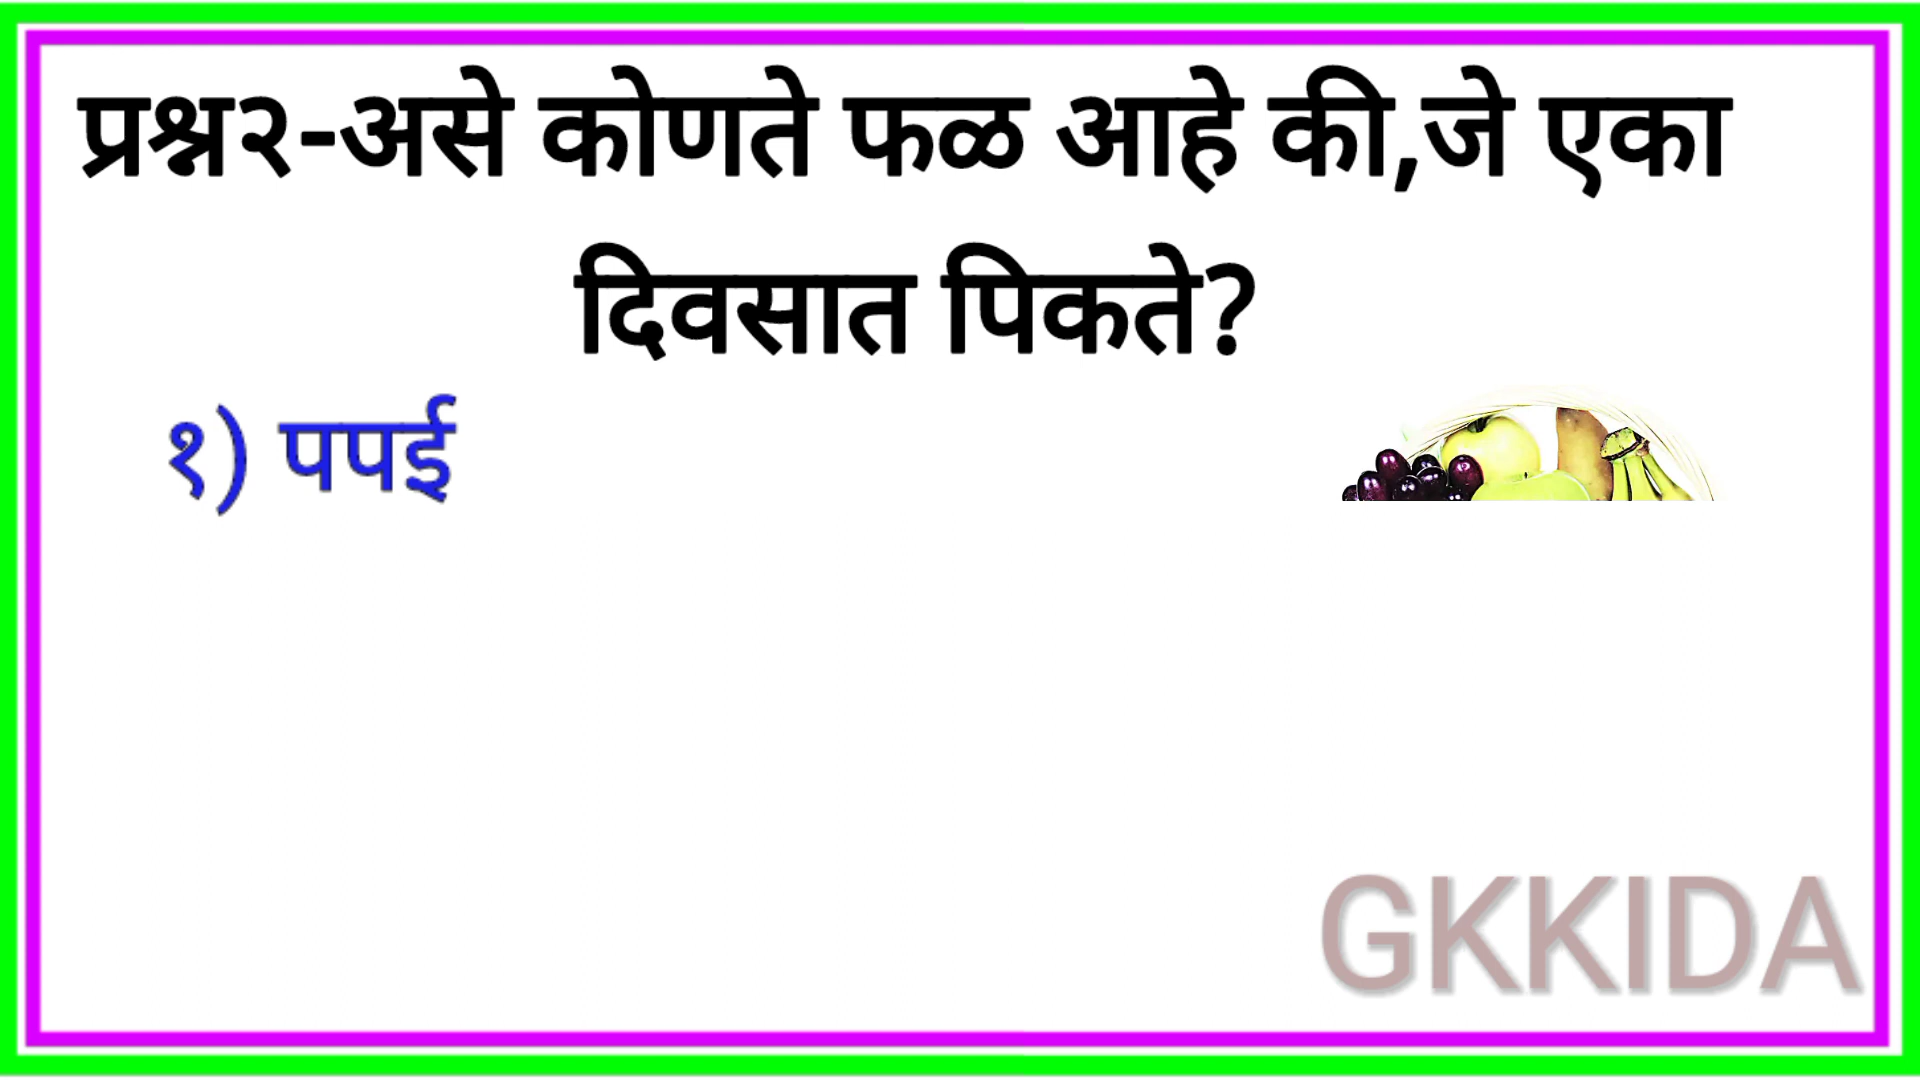 प्रश्न२-असे कोणते फळ आहे की,जे एका
दिवसात पिकते?
१) पपई
GKKIDA